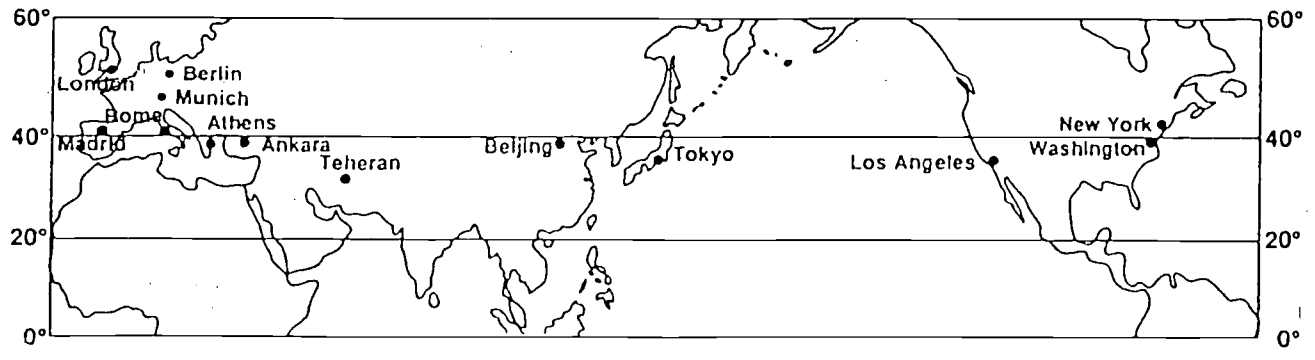 60°
60°
London
Berlin
Munich
Rome
Athens
40°
Madrid
Ankara
Teheran
Beijing
Tokyo
Los Angeles
New York
40°
Washington
20°
20°
0°
0°